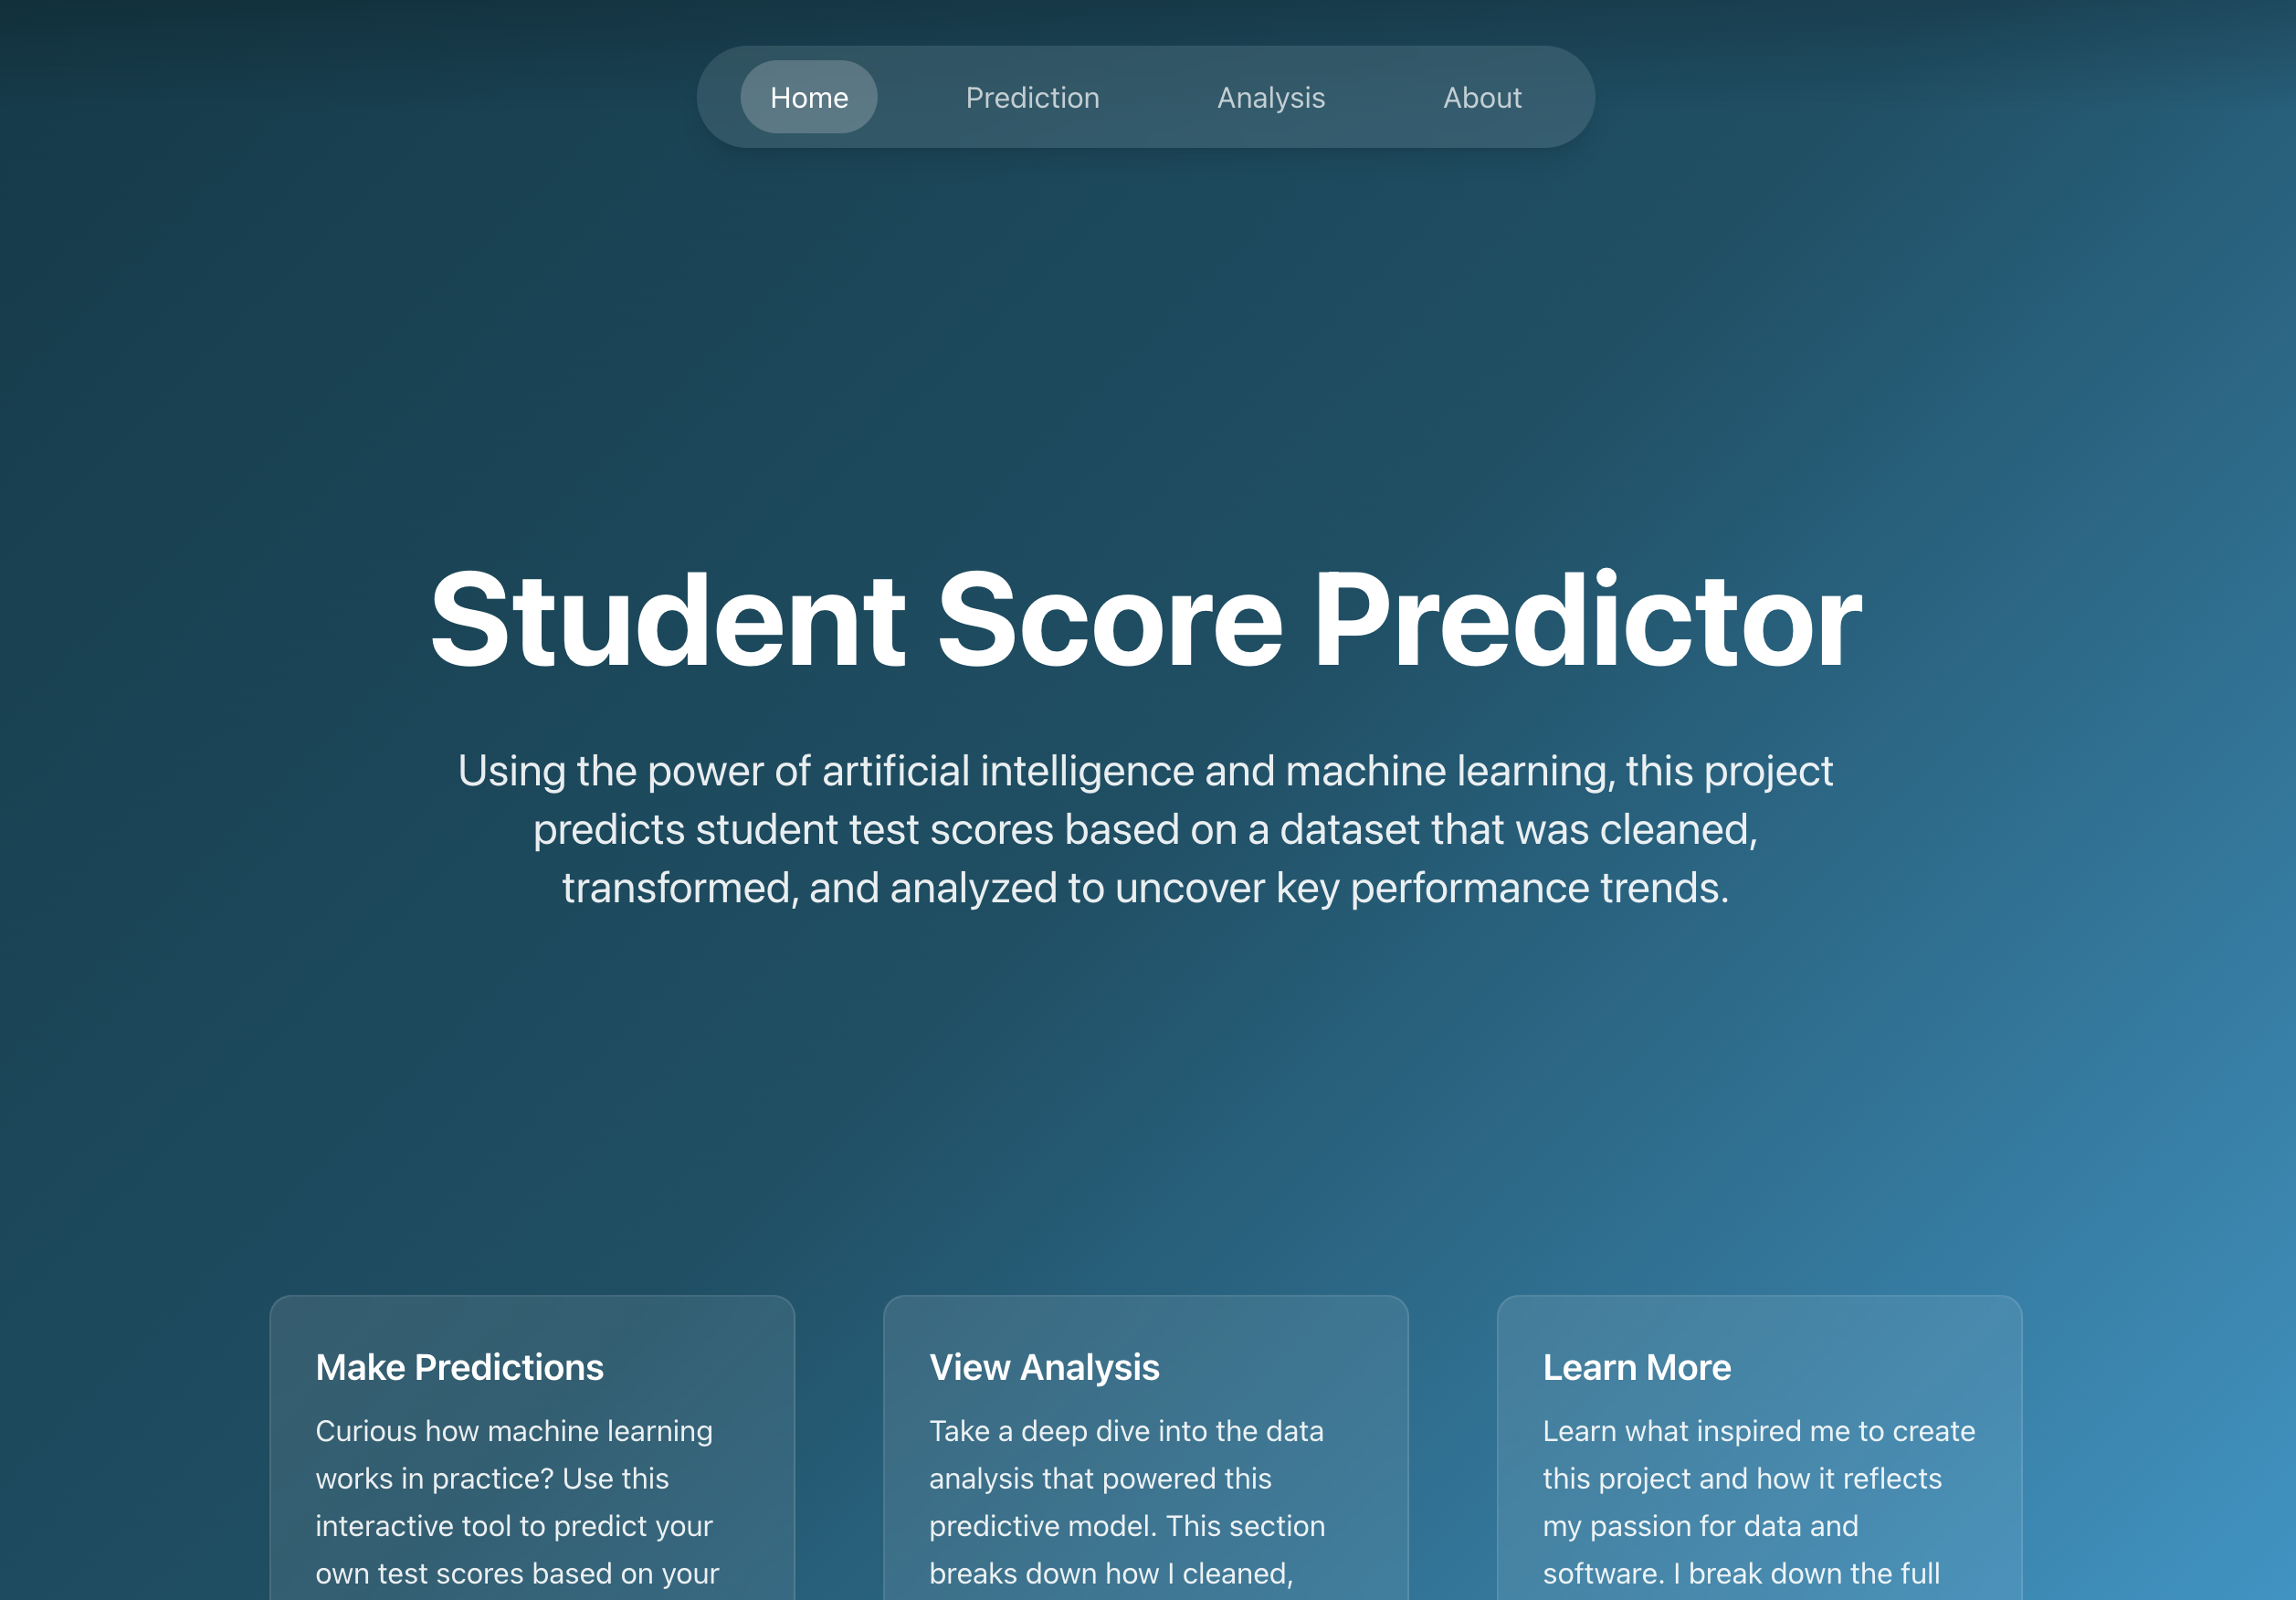 Home
Prediction
Analysis
About
Student Score Predictor
Using the power of artificial intelligence and machine learning, this project
predicts student test scores based on a dataset that was cleaned,
transformed, and analyzed to uncover key performance trends.
Make Predictions
Curious how machine learning
works in practice? Use this
interactive tool to predict your
own test scores based on your
View Analysis
Take a deep dive into the data
analysis that powered this
predictive model. This section
breaks down how I cleaned,
Learn More
Learn what inspired me to create
this project and how it reflects
my passion for data and
software. I break down the full